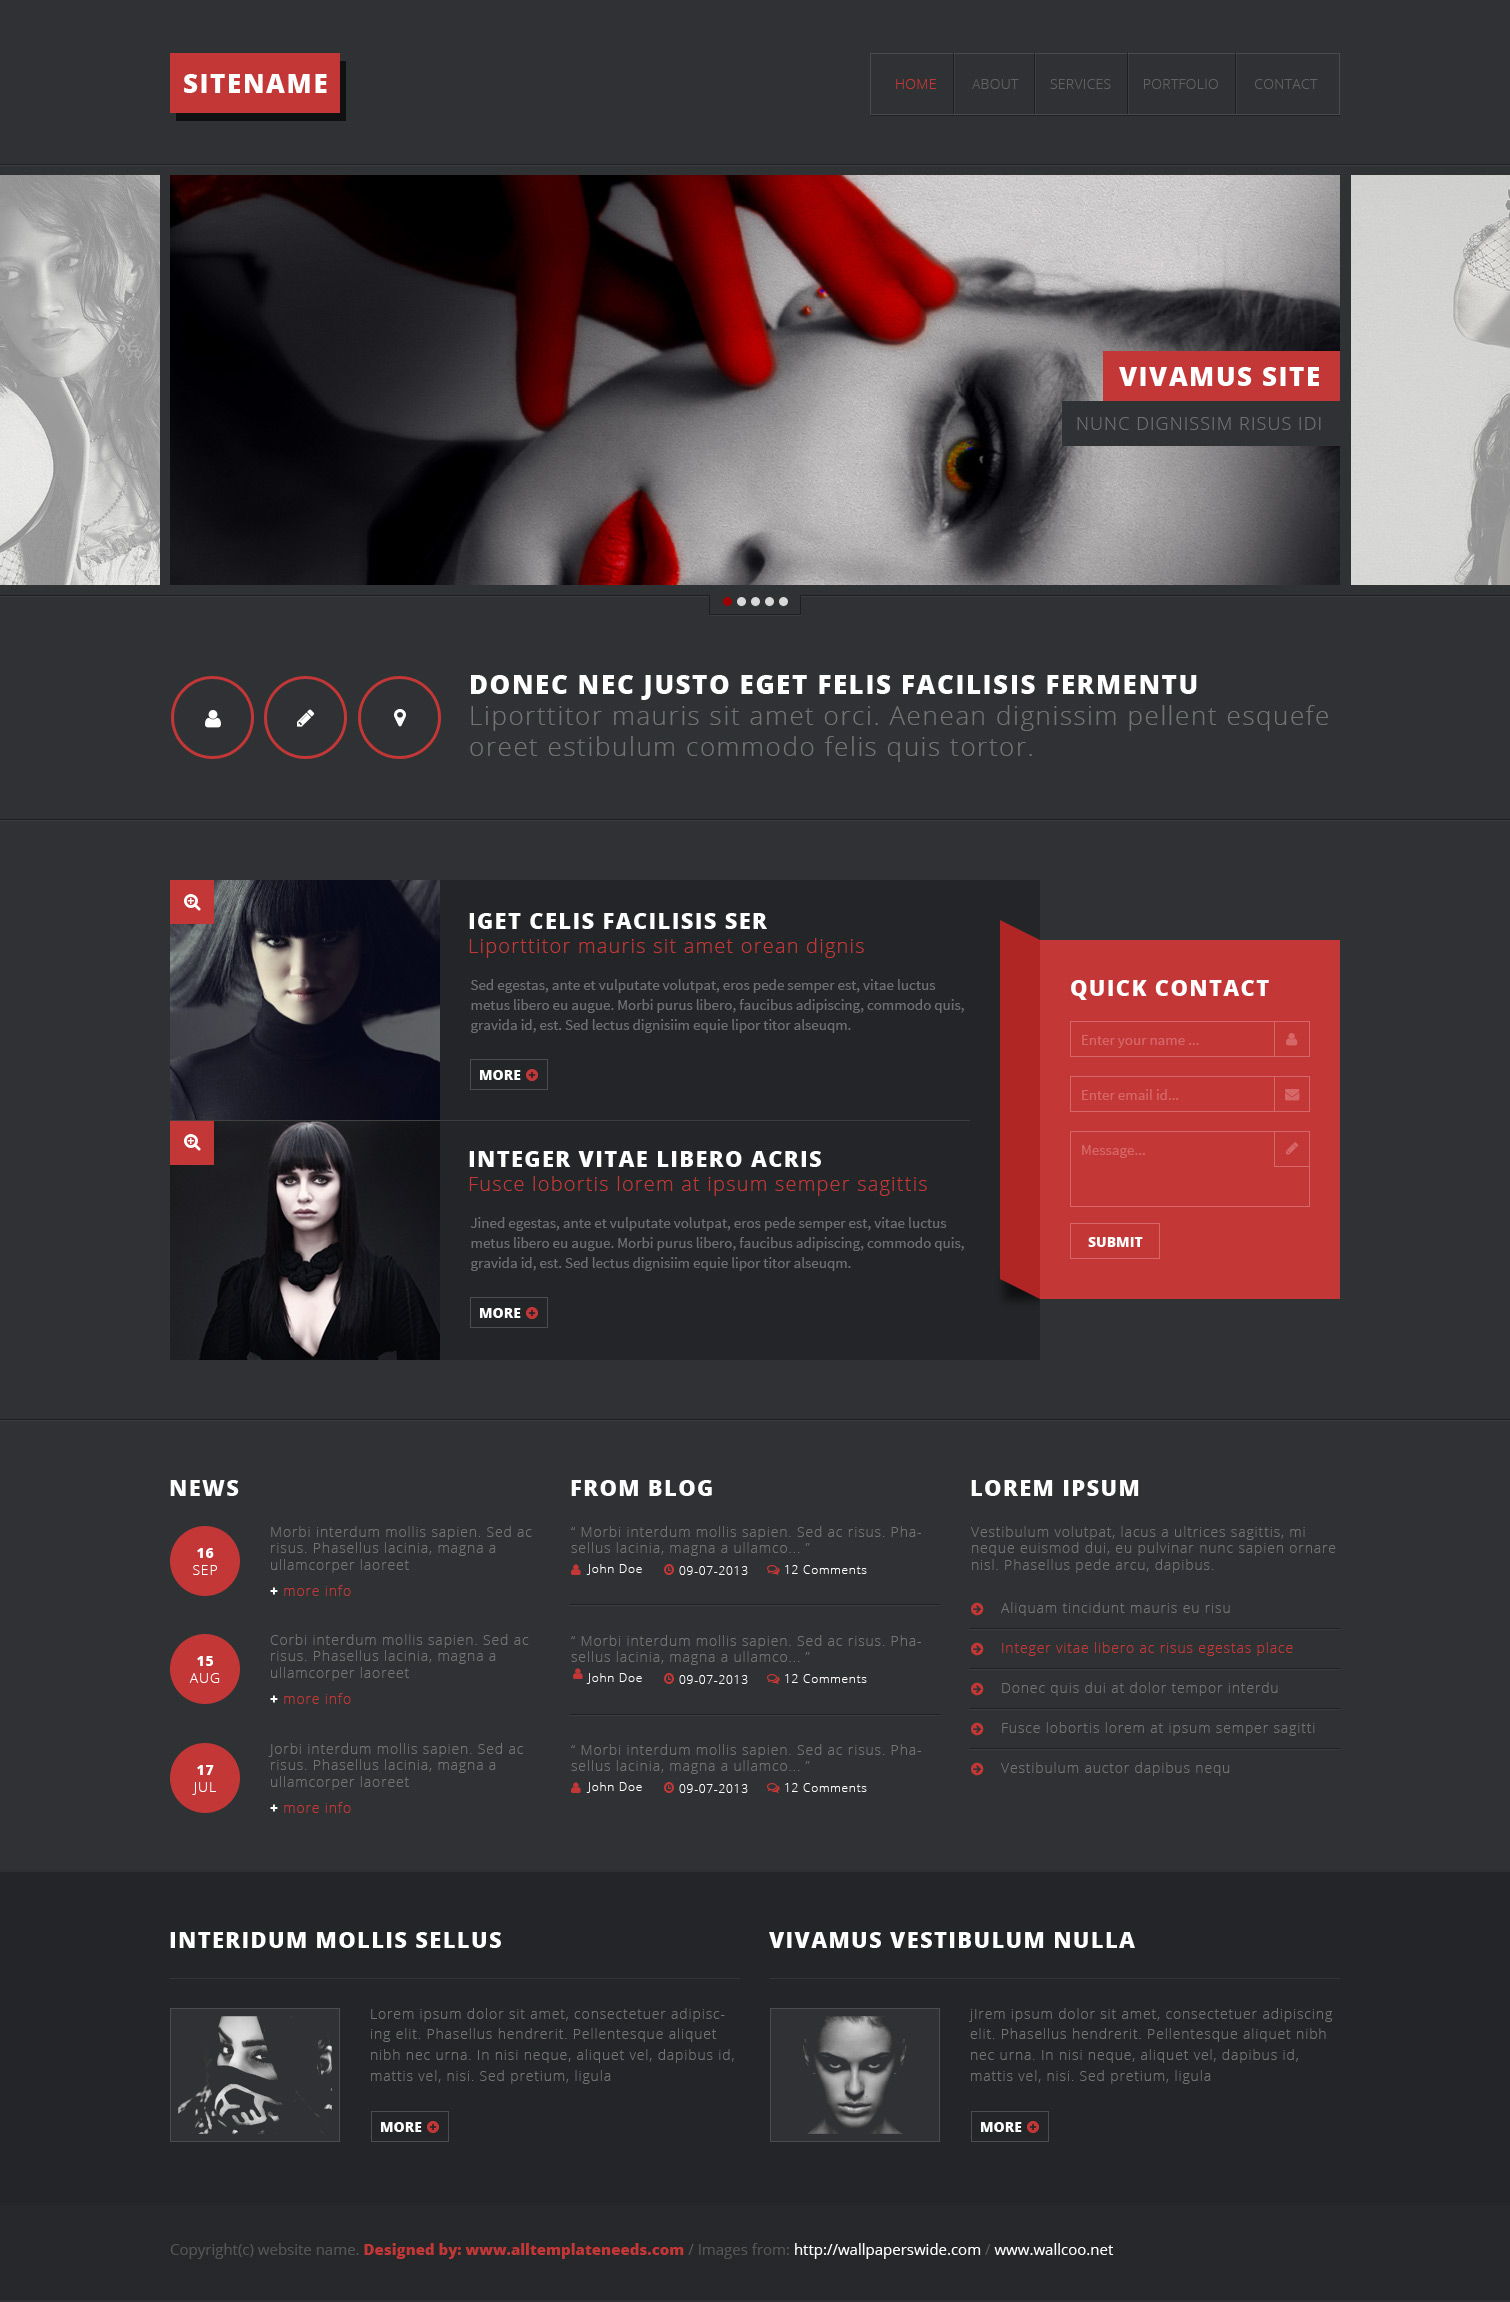 SITENAME
HOME ABOUT SERVICES PORTFOLIO CONTACT
VIVAMUS SITE
NUNC DIGNISSIM RISUS IDI
DONEC NEC JUSTO EGET FELIS FACILISIS FERMENTU
Liporttitor mauris sit amet orci. Aenean dignissim pellent esquefe
oreet estibulum commodo felis quis tortor.
IGET CELIS FACILISIS SER
Liporttitor mauris sit amet orean dignis
Sed egestas, ante et vulputate volutpat, eros pede semper est, vitae luctus
metus libero eu augue. Morbi purus libero, faucibus adipiscing, commodo quis,
gravida id, est. Sed lectus dignisiim equie lipor titor alseuqm.
MORE
INTEGER VITAE LIBERO ACRIS
Fusce lobortis lorem at ipsum semper sagittis
Jined egestas, ante et vulputate volutpat, eros pede semper est, vitae luctus
metus libero eu augue. Morbi purus libero, faucibus adipiscing, commodo quis,
gravida id, est. Sed lectus dignisiim equie lipor titor alseuqm.
MORE
QUICK CONTACT
Enter your name ...
Enter email id...
Message...
SUBMIT
NEWS
16
SEP
Morbi interdum mollis sapien. Sed ac
risus. Phasellus lacinia, magna a
ullamcorper laoreet
+ more info
15
AUG
Corbi interdum mollis sapien. Sed ac
risus. Phasellus lacinia, magna a
ullamcorper laoreet
+ more info
17
JUL
Jorbi interdum mollis sapien. Sed ac
risus. Phasellus lacinia, magna a
ullamcorper laoreet
+ more info
FROM BLOG
“ Morbi interdum mollis sapien. Sed ac risus. Pha-
sellus lacinia, magna a ullamco... ”
John Doe 09-07-2013 12 Comments
“ Morbi interdum mollis sapien. Sed ac risus. Pha-
sellus lacinia, magna a ullamco... ”
John Doe 09-07-2013 12 Comments
“ Morbi interdum mollis sapien. Sed ac risus. Pha-
sellus lacinia, magna a ullamco... ”
John Doe 09-07-2013 12 Comments
LOREM IPSUM
Vestibulum volutpat, lacus a ultrices sagittis, mi
neque euismod dui, eu pulvinar nunc sapien ornare
nisl. Phasellus pede arcu, dapibus.
Aliquam tincidunt mauris eu risu
Integer vitae libero ac risus egestas place
Donec quis dui at dolor tempor interdu
Fusce lobortis lorem at ipsum semper sagitti
Vestibulum auctor dapibus nequ
INTERIDUM MOLLIS SELLUS
Lorem ipsum dolor sit amet, consectetuer adipisc-
ing elit. Phasellus hendrerit. Pellentesque aliquet
nibh nec urna. In nisi neque, aliquet vel, dapibus id,
mattis vel, nisi. Sed pretium, ligula
MORE
VIVAMUS VESTIBULUM NULLA
jIrem ipsum dolor sit amet, consectetuer adipiscing
elit. Phasellus hendrerit. Pellentesque aliquet nibh
nec urna. In nisi neque, aliquet vel, dapibus id,
mattis vel, nisi. Sed pretium, ligula
MORE
Copyright(c) website name. Designed by: www.alltemplateneeds.com / Images from: http://wallpaperswide.com / www.wallcoo.net